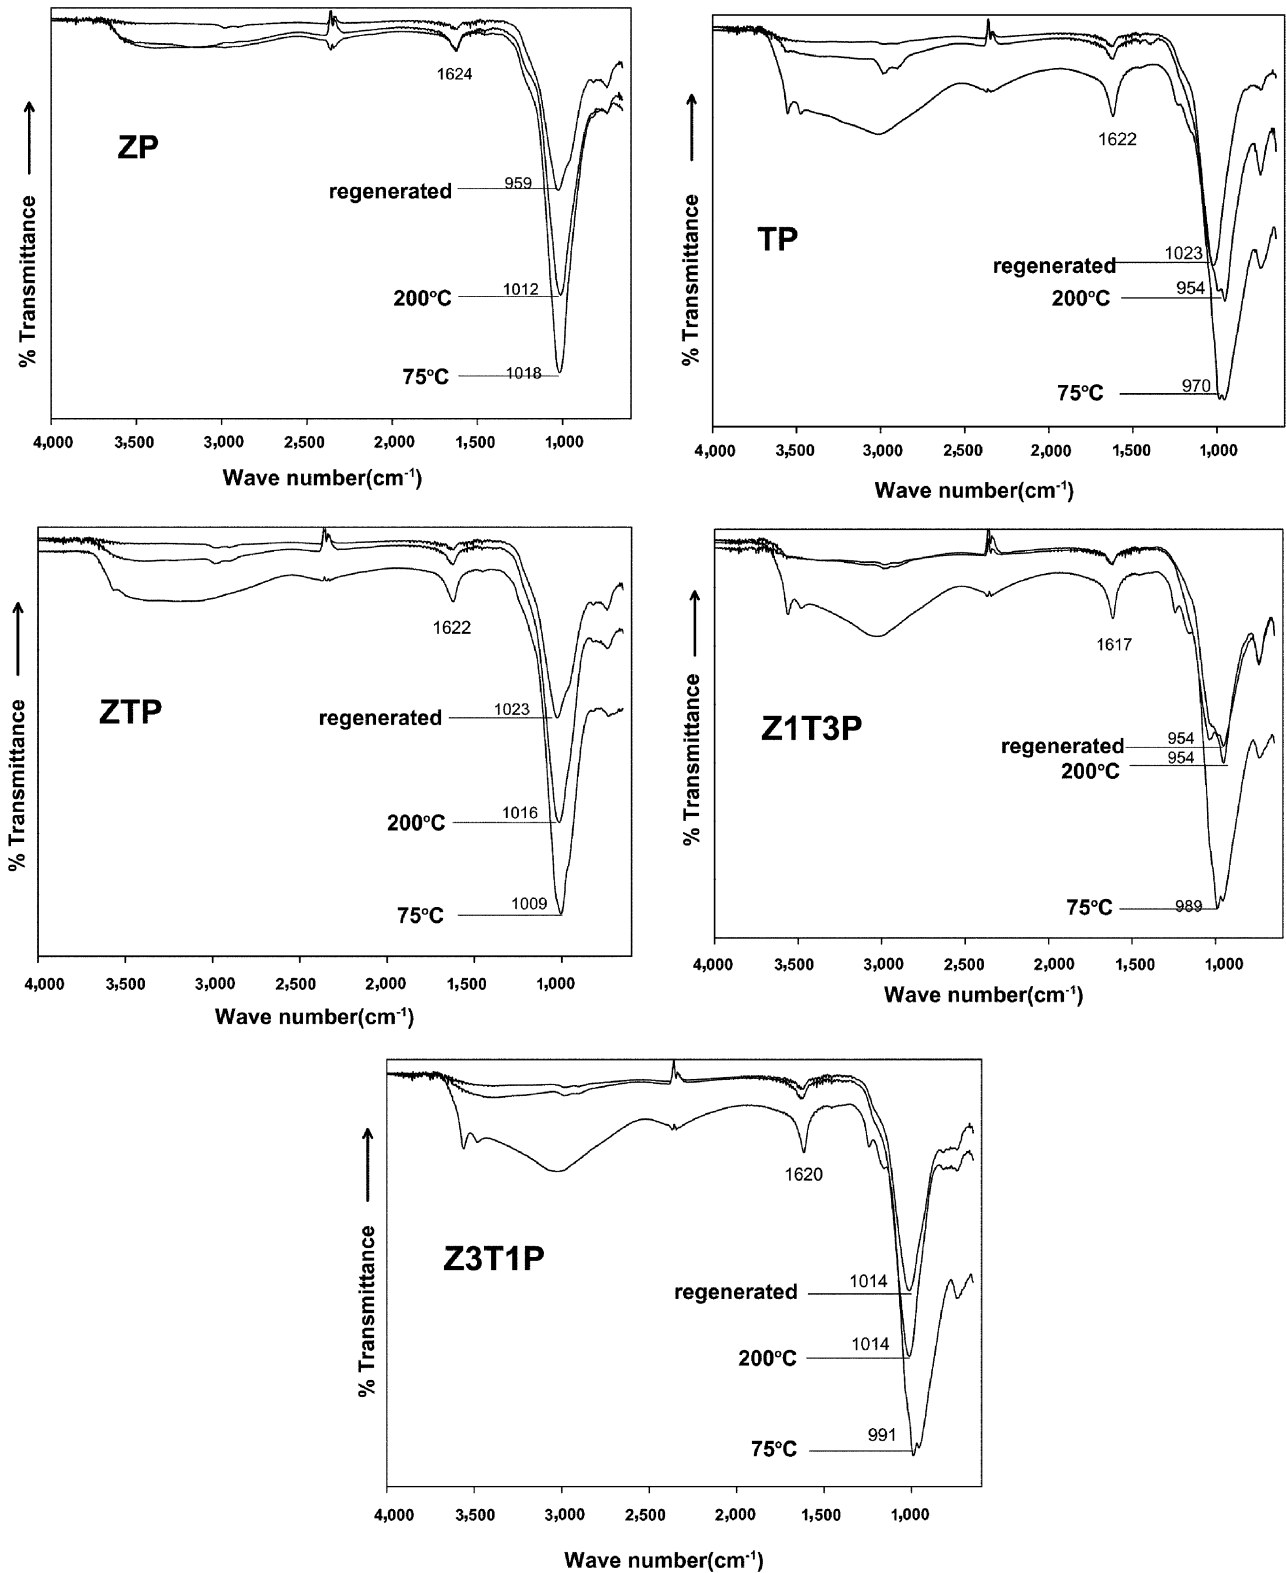 1624
ZP
959
regenerated
1012
200°C
1018
75°C
% Transmittance
4,000 3,500 3,000 2,500 2,000 1,500 1,000
Wave number(cm-1)
1622
TP
1023
regenerated
954
200°C
970
75°C
% Transmittance
4,000 3,500 3,000 2,500 2,000 1,500 1,000
Wave number(cm-1)
1622
ZTP
1023
regenerated
1016
200°C
1009
75°C
% Transmittance
4,000 3,500 3,000 2,500 2,000 1,500 1,000
Wave number(cm-1)
1617
Z1T3P
954
regenerated
954
200°C
989
75°C
% Transmittance
4,000 3,500 3,000 2,500 2,000 1,500 1,000
Wave number(cm-1)
1620
Z3T1P
1014
regenerated
1014
200°C
991
75°C
% Transmittance
4,000 3,500 3,000 2,500 2,000 1,500 1,000
Wave number(cm-1)